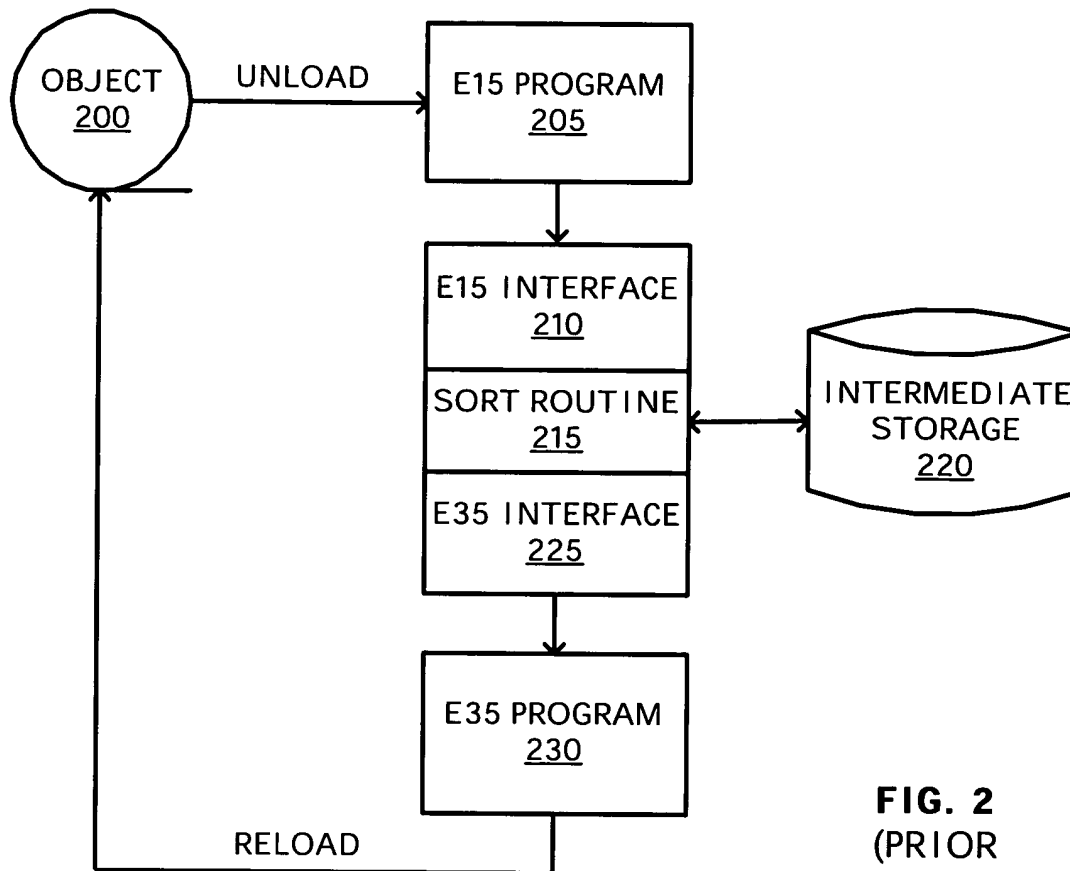 OBJECT
200
UNLOAD
E15 PROGRAM
205
E15 INTERFACE
210
SORT ROUTINE
215
E35 INTERFACE
225
INTERMEDIATE
STORAGE
220
E35 PROGRAM
230
RELOAD
FIG. 2
(PRIOR